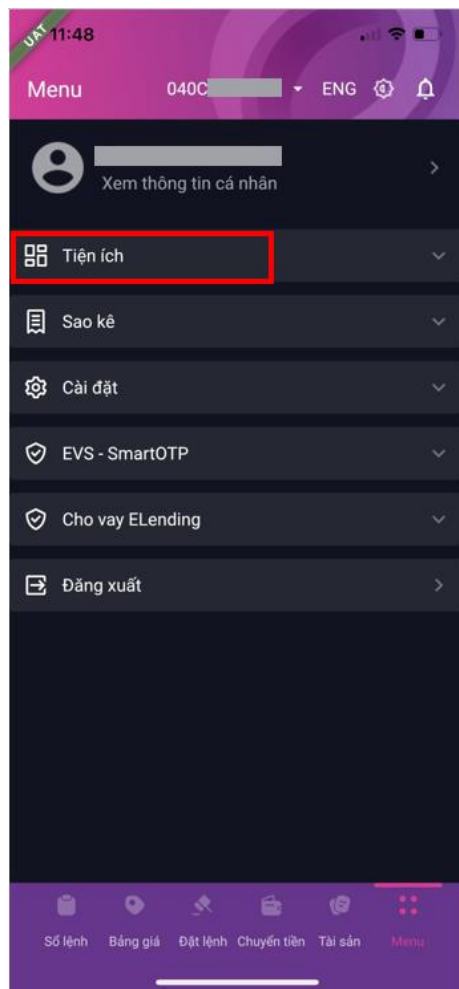 UAT
11:48
Menu 040C ENG
Xem thông tin cá nhân
Tiện ích
Sao kê
Cài đặt
EVS - SmartOTP
Cho vay ELending
Đăng xuất
Sổ lệnh Bảng giá Đặt lệnh Chuyển tiền Tài sản Menu